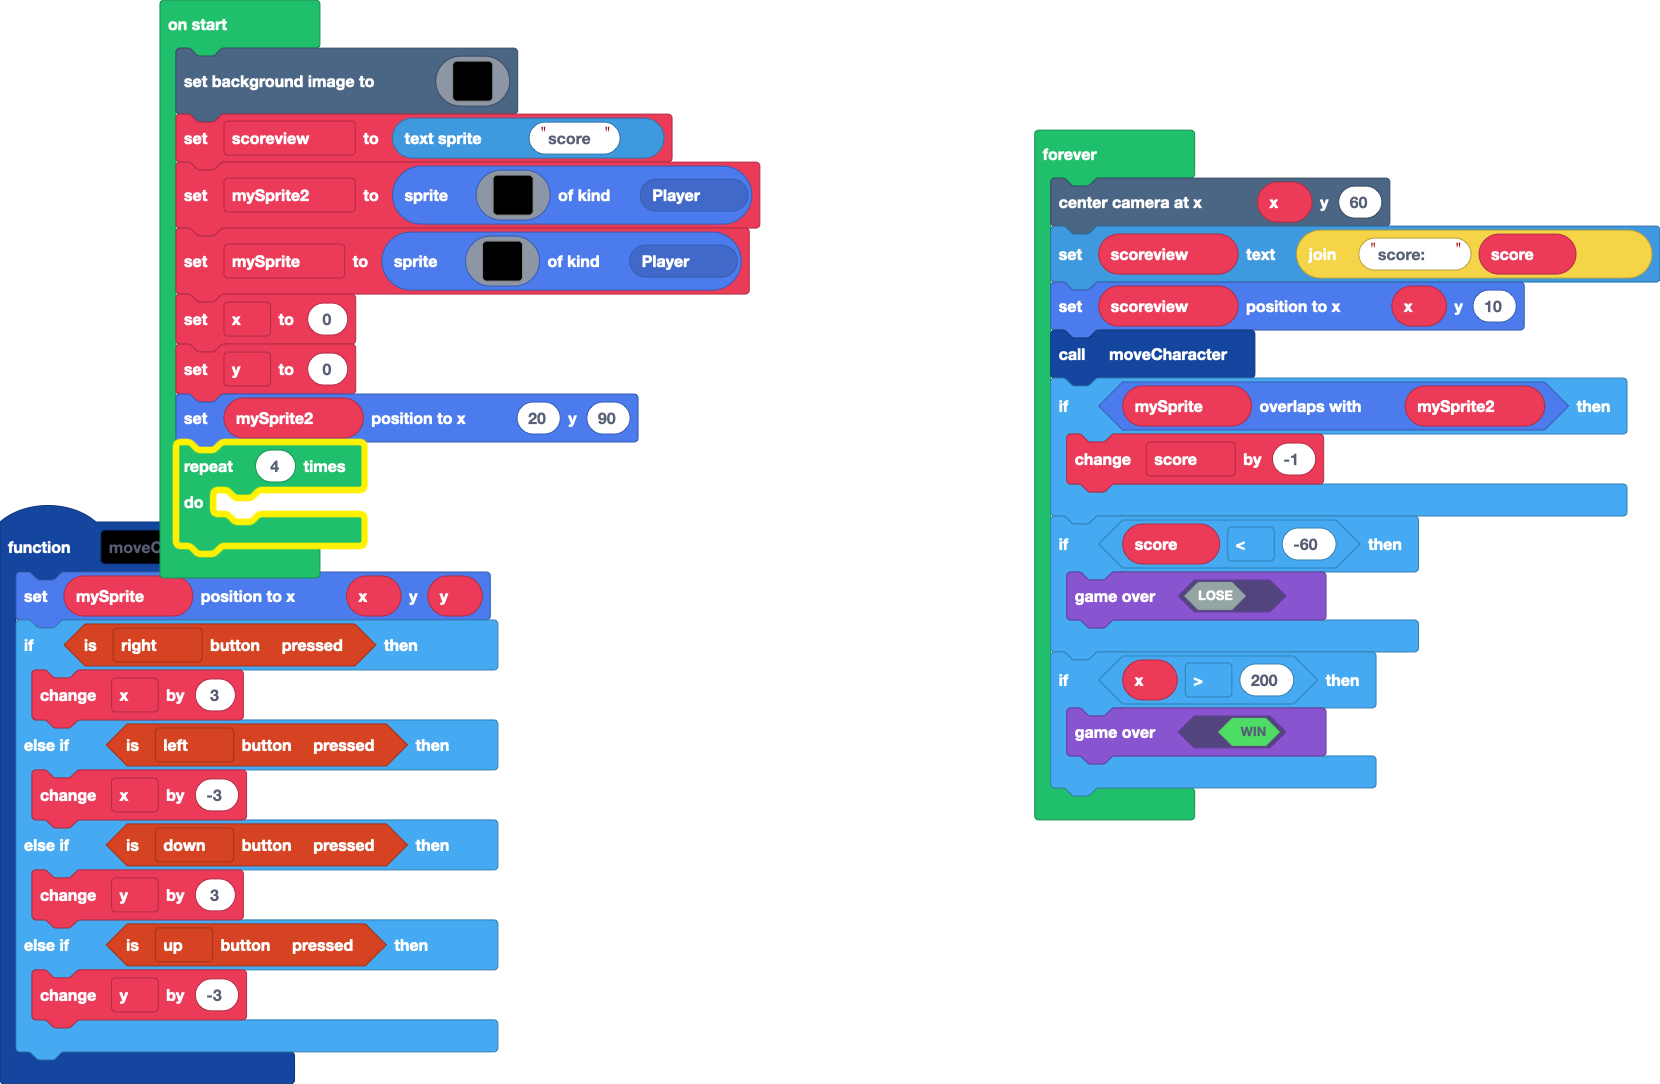 on start
set background image to
set scoreview to text sprite "score "
set mySprite2 to sprite of kind Player
set mySprite to sprite of kind Player
set x to 0
set y to 0
set mySprite2 position to x 20 y 90
repeat 4 times
do
function moveC
set mySprite position to x x y y
if is right button pressed then
change x by 3
else if is left button pressed then
change x by -3
else if is down button pressed then
change y by 3
else if is up button pressed then
change y by -3
forever
center camera at x x y 60
set scoreview text join "score: " score
set scoreview position to x x y 10
call moveCharacter
if mySprite overlaps with mySprite2 then
change score by -1
if score < -60 then
game over LOSE
if x > 200 then
game over WIN